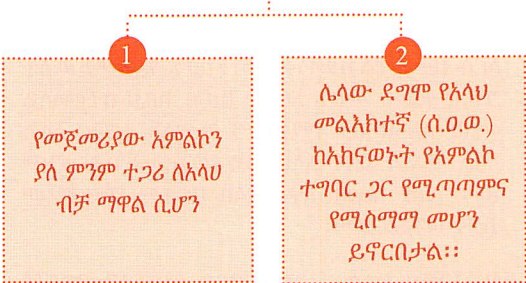 1
የመጀመሪያው አምልኮን
ያለ ምንም ተጋሪ ለአላህ
ብቻ ማዋል ሲሆን
2
ሌላው ደግሞ የአላህ
መልእክተኛ (ሰ.ዐ.ወ.)
ከአከናወኑት የአምልኮ
ተግባር ጋር የሚጣጣምና
የሚስማማ መሆን
ይኖርበታል፡፡